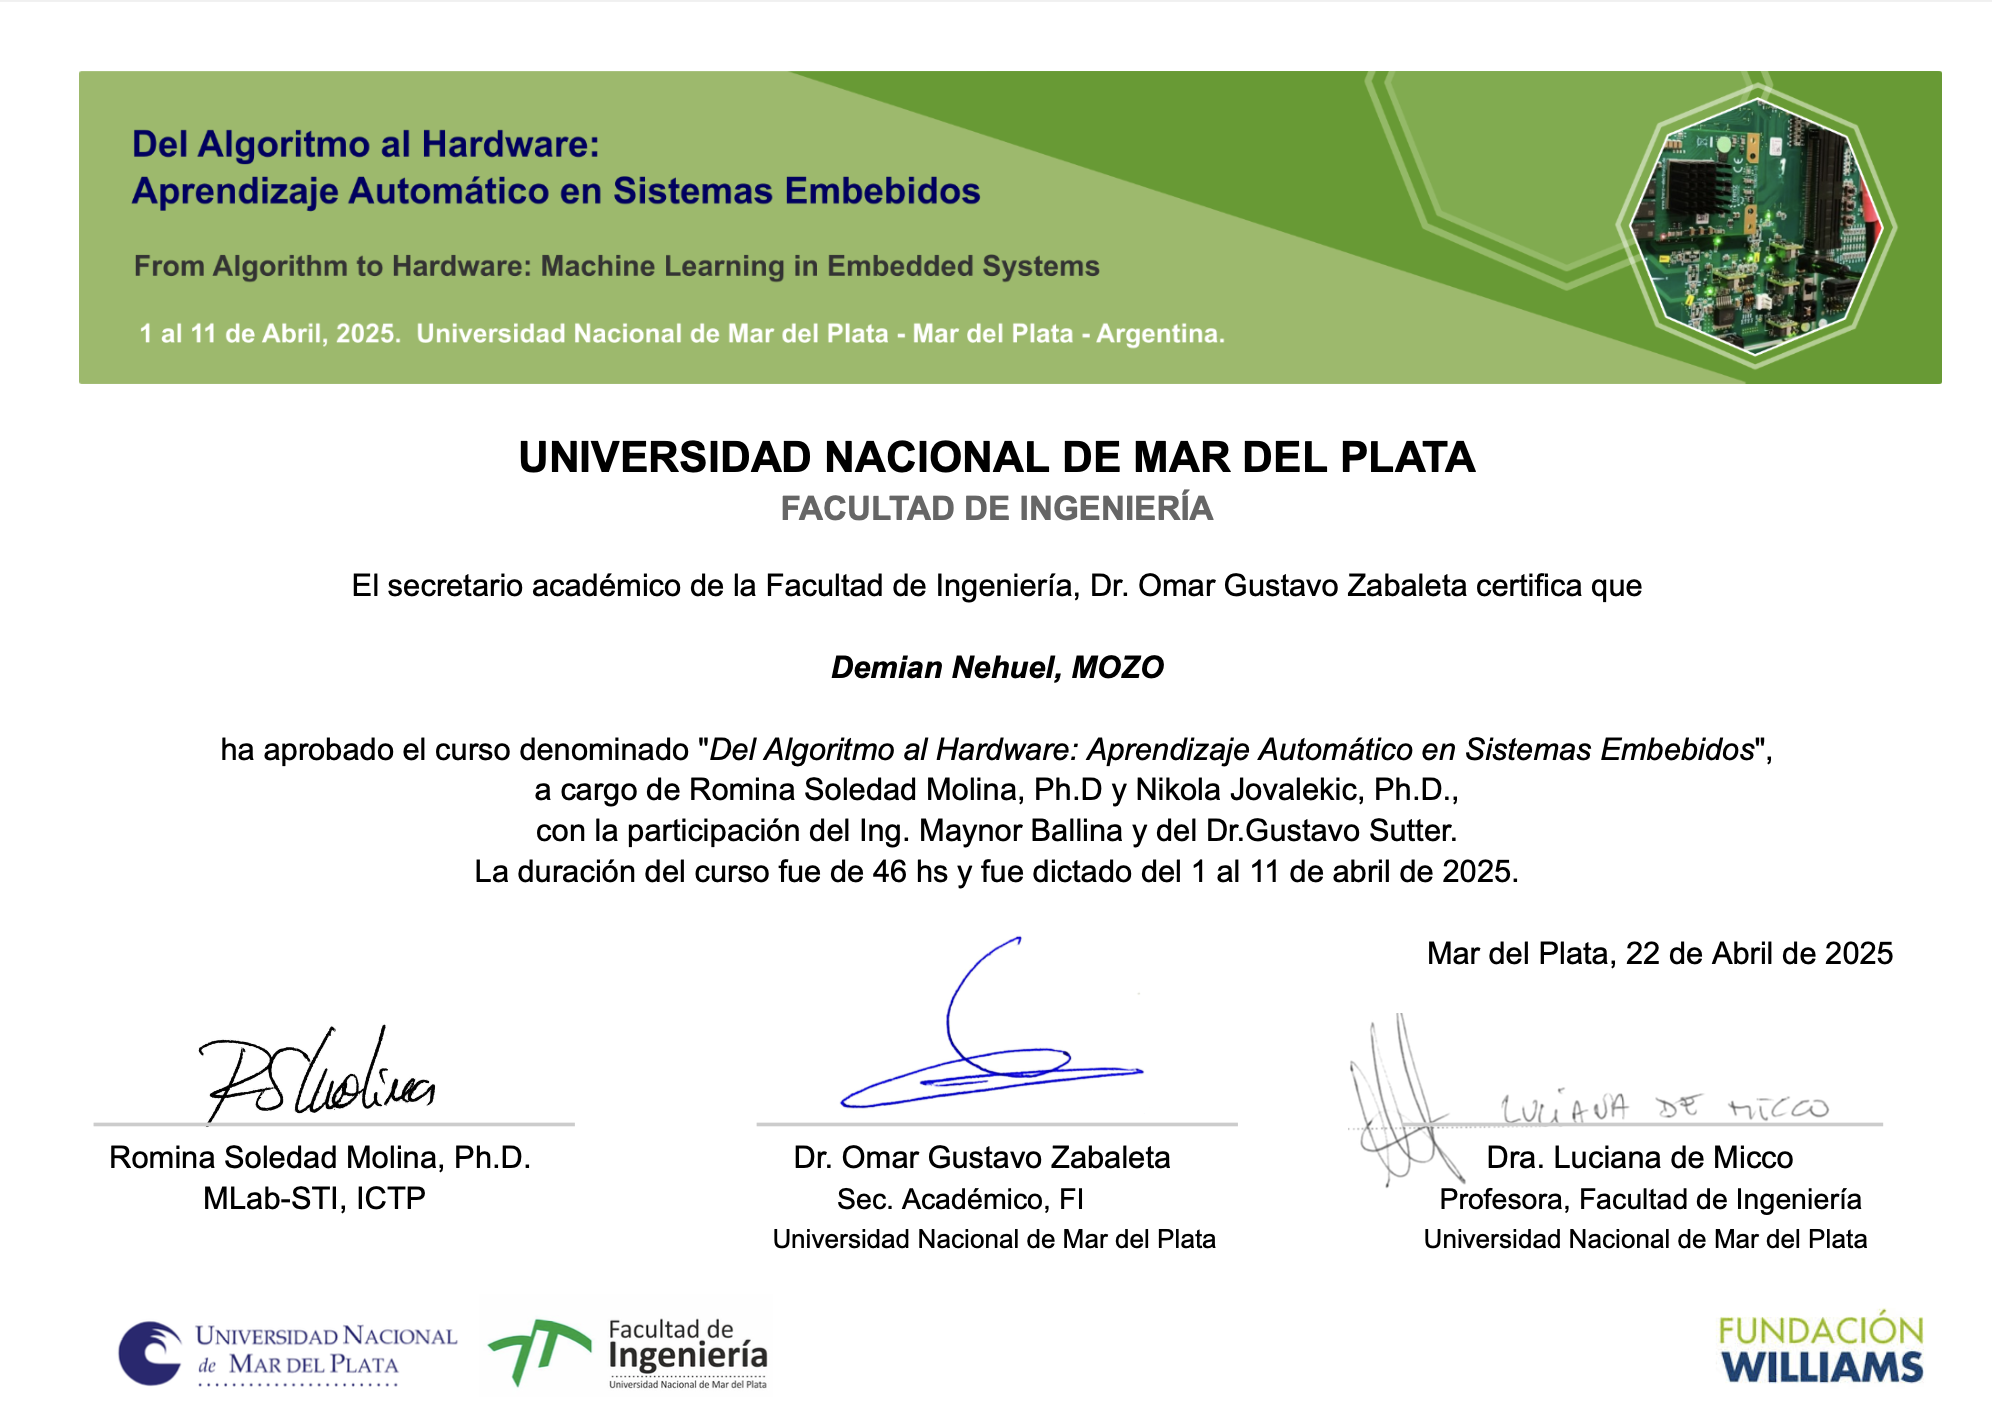 Del Algoritmo al Hardware:
Aprendizaje Automático en Sistemas Embebidos
From Algorithm to Hardware: Machine Learning in Embedded Systems
1 al 11 de Abril, 2025. Universidad Nacional de Mar del Plata - Mar del Plata - Argentina.
UNIVERSIDAD NACIONAL DE MAR DEL PLATA
FACULTAD DE INGENIERÍA
El secretario académico de la Facultad de Ingeniería, Dr. Omar Gustavo Zabaleta certifica que
Demian Nehuel, MOZO
ha aprobado el curso denominado "Del Algoritmo al Hardware: Aprendizaje Automático en Sistemas Embebidos",
a cargo de Romina Soledad Molina, Ph.D y Nikola Jovalekic, Ph.D.,
con la participación del Ing. Maynor Ballina y del Dr.Gustavo Sutter.
La duración del curso fue de 46 hs y fue dictado del 1 al 11 de abril de 2025.
Mar del Plata, 22 de Abril de 2025
RSMolina
LUCIANA DE MICCO
Romina Soledad Molina, Ph.D.
MLab-STI, ICTP
Dr. Omar Gustavo Zabaleta
Sec. Académico, FI
Universidad Nacional de Mar del Plata
Dra. Luciana de Micco
Profesora, Facultad de Ingeniería
Universidad Nacional de Mar del Plata
UNIVERSIDAD NACIONAL
de MAR DEL PLATA
Facultad de
Ingeniería
Universidad Nacional de Mar del Plata
FUNDACIÓN
WILLIAMS